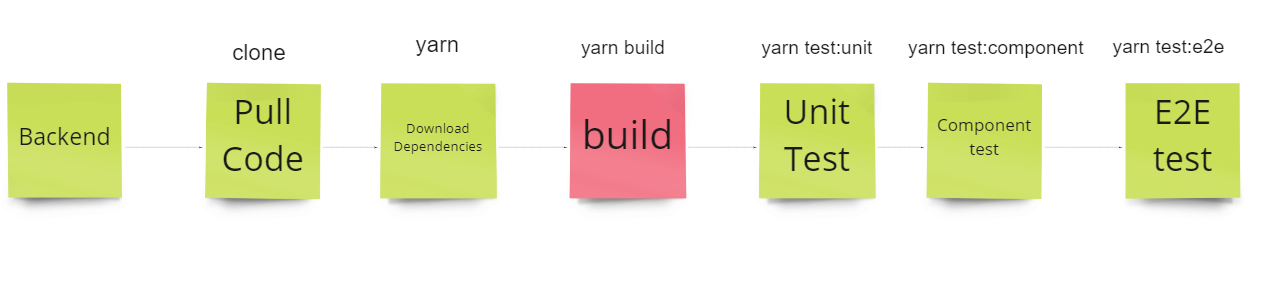 clone
yarn
yarn build
yarn test:unit
yarn test:component
yarn test:e2e
Backend
Pull
Code
Download
Dependencies
build
Unit
Test
Component
test
E2E
test